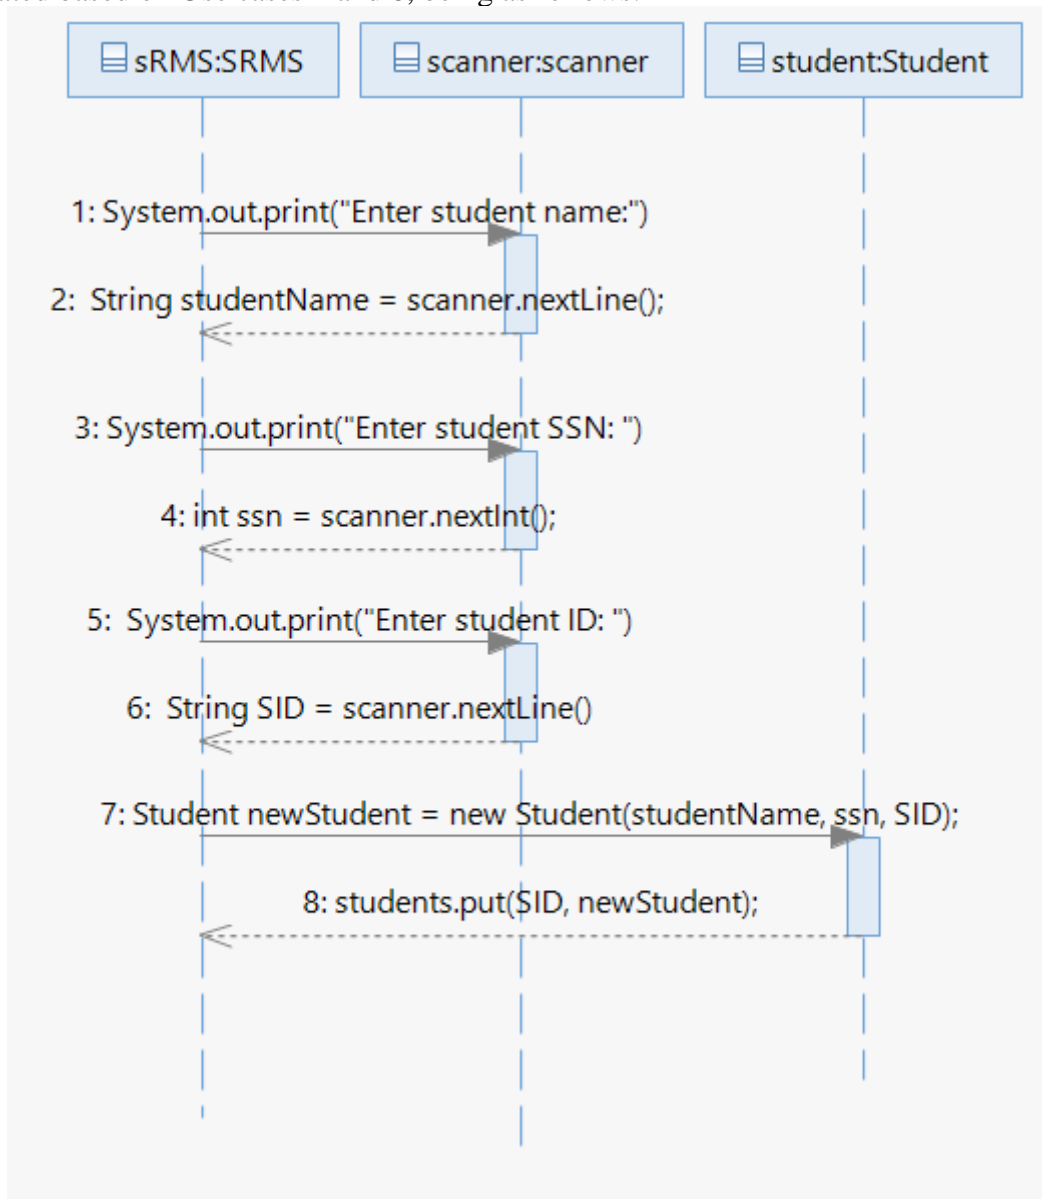 sRMS:SRMS scanner:scanner student:Student
1: System.out.print("Enter student name:")
2: String studentName = scanner.nextLine();
3: System.out.print("Enter student SSN: ")
4: int ssn = scanner.nextInt();
5: System.out.print("Enter student ID: ")
6: String SID = scanner.nextLine()
7: Student newStudent = new Student(studentName, ssn, SID);
8: students.put(SID, newStudent);